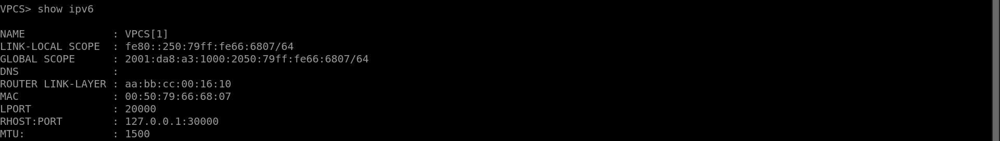 VPCS> show ipv6
NAME : VPCS[1]
LINK-LOCAL SCOPE : fe80::250:79ff:fe66:6807/64
GLOBAL SCOPE : 2001:da8:a3:1000:2050:79ff:fe66:6807/64
DNS :
ROUTER LINK-LAYER : aa:bb:cc:00:16:10
MAC : 00:50:79:66:68:07
LPORT : 20000
RHOST:PORT : 127.0.0.1:30000
MTU: : 1500